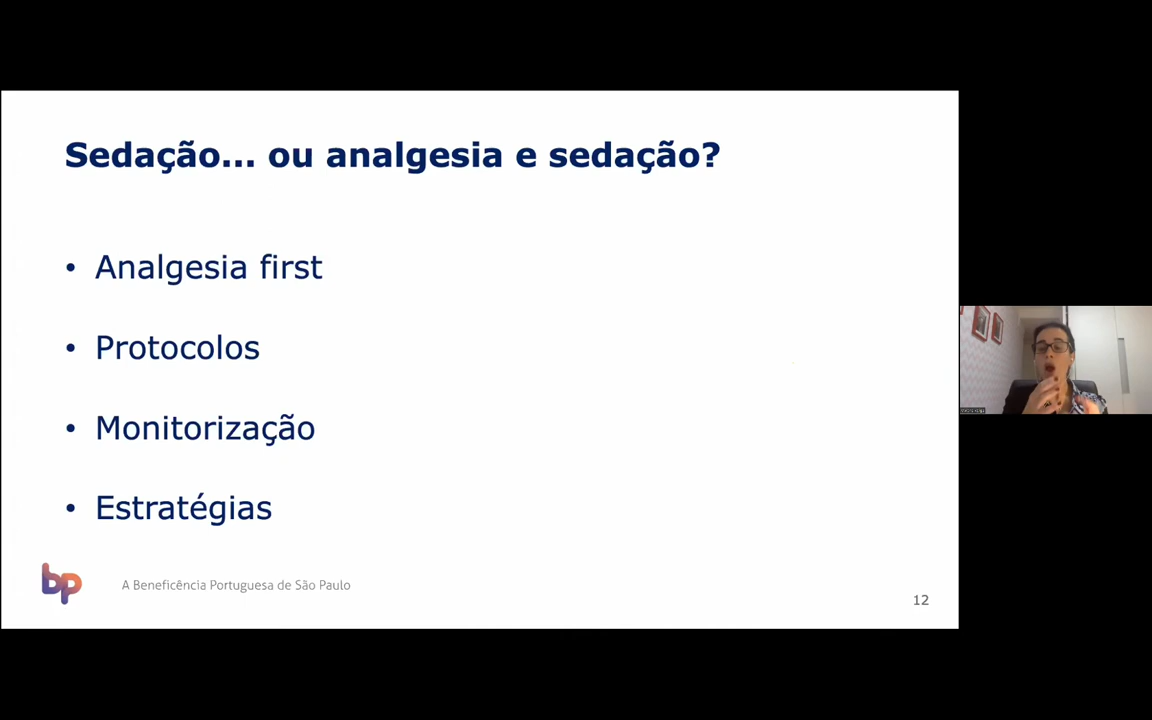 Sedação... ou analgesia e sedação?
• Analgesia first
• Protocolos
• Monitorização
• Estratégias
bp
A Beneficência Portuguesa de São Paulo
12